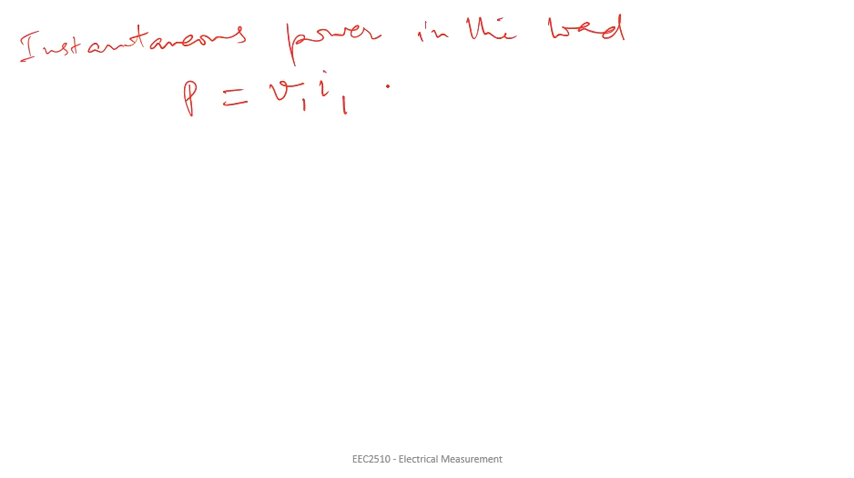 Instantaneous power in the load
P = v₁ i₁ .
EEC2510 - Electrical Measurement